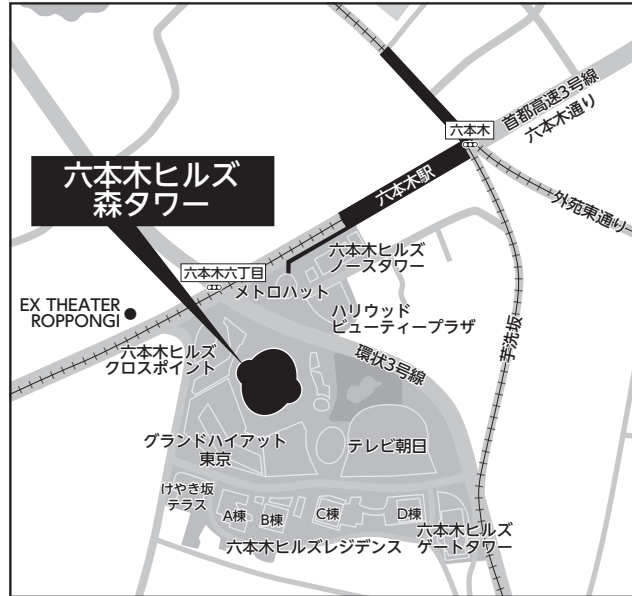 首都高速3号線
六本木通り
六本木
六本木駅
外苑東通り
六本木ヒルズ
森タワー
六本木ヒルズ
ノースタワー
六本木六丁目
メトロハット
EX THEATER
ROPPONGI
ハリウッド
ビューティープラザ
六本木ヒルズ
クロスポイント
環状3号線
芋洗坂
グランドハイアット
東京
テレビ朝日
けやき坂
テラス
A棟
B棟
C棟
D棟
六本木ヒルズレジデンス
六本木ヒルズ
ゲートタワー